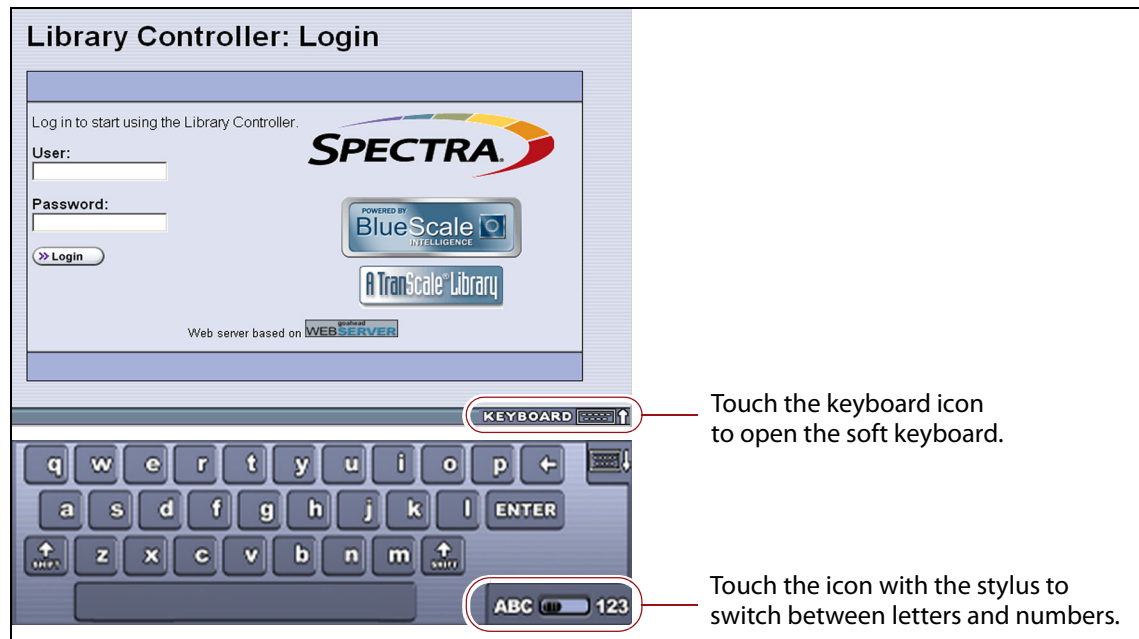 Library Controller: Login
Log in to start using the Library Controller.
User:
Password:
» Login
SPECTRA.
POWERED BY
BlueScale
INTELLIGENCE
A TranScale® Library
Web server based on goahead WEBSERVER
KEYBOARD
Touch the keyboard icon
to open the soft keyboard.
q w e r t y u i o p
a s d f g h j k l ENTER
SHIFT z x c v b n m SHIFT
ABC 123
Touch the icon with the stylus to
switch between letters and numbers.